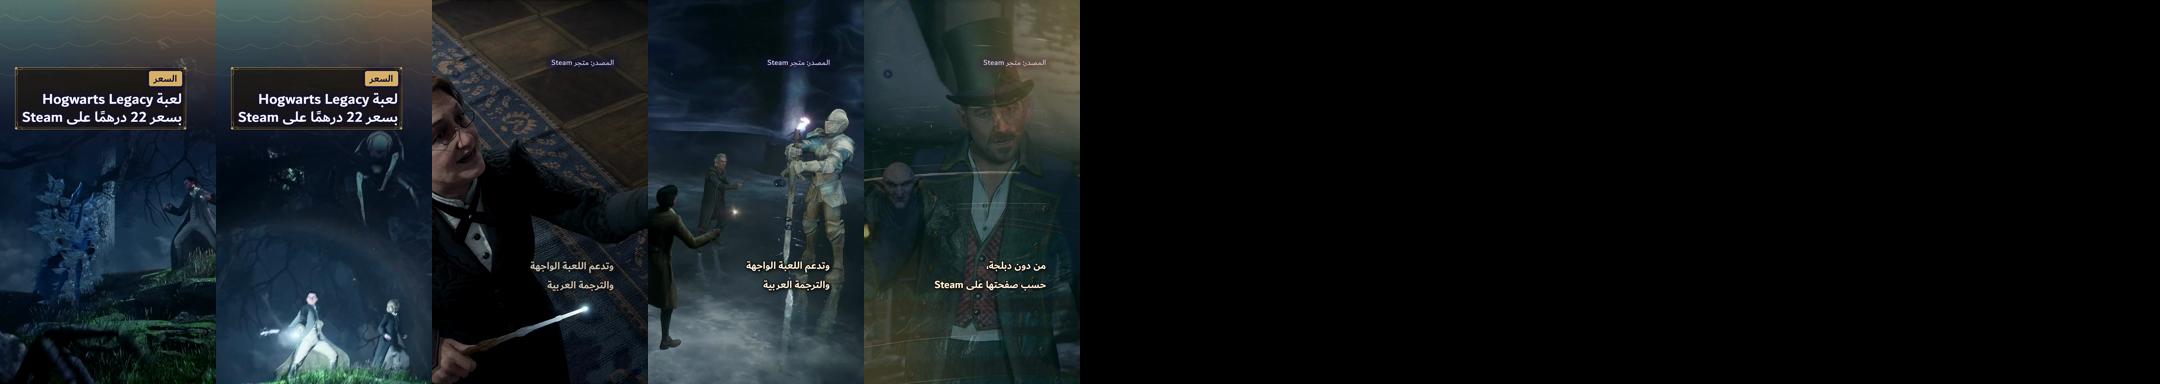 السعر
لعبة Hogwarts Legacy
بسعر 22 درهمًا على Steam
السعر
لعبة Hogwarts Legacy
بسعر 22 درهمًا على Steam
المصدر: متجر Steam
وتدعم اللعبة الواجهة
والترجمة العربية
المصدر: متجر Steam
وتدعم اللعبة الواجهة
والترجمة العربية
المصدر: متجر Steam
من دون دبلجة،
حسب صفحتها على Steam